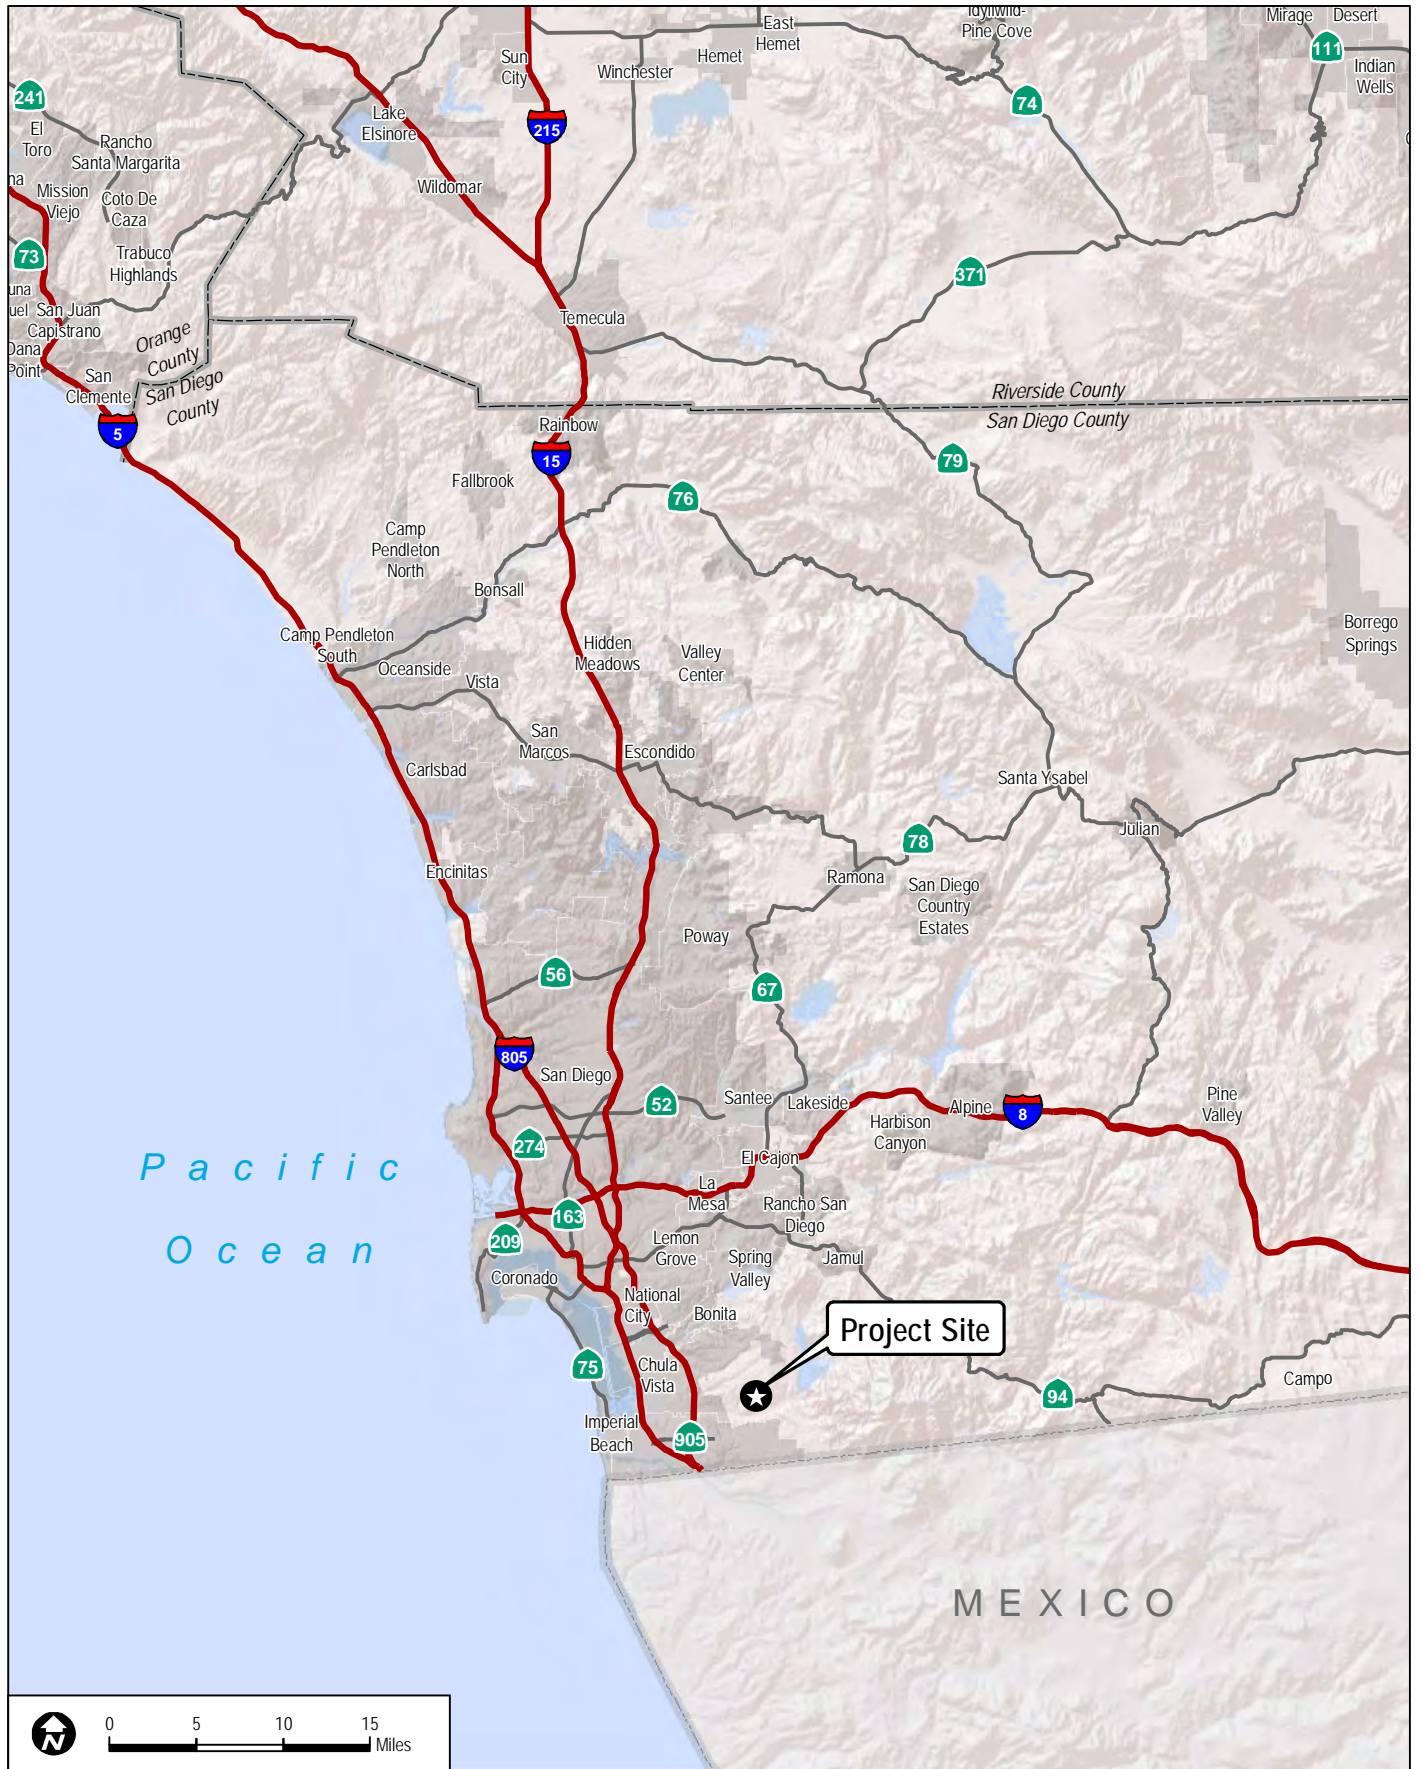 Idyllwild-
Pine Cove
East
Hemet
Mirage
Desert
111
Indian
Wells
Hemet
Winchester
Sun
City
74
241
El
Toro
Rancho
Santa Margarita
Lake
Elsinore
215
na
Mission
Viejo
Coto De
Caza
Wildomar
73
Trabuco
Highlands
371
una
uel
San Juan
Capistrano
Dana
Point
Orange
County
San Diego
County
Temecula
San
Clemente
Riverside County
San Diego County
5
Rainbow
15
79
Fallbrook
76
Camp
Pendleton
North
Bonsall
Borrego
Springs
Camp Pendleton
South
Oceanside
Vista
Hidden
Meadows
Valley
Center
San
Marcos
Escondido
Carlsbad
Santa Ysabel
78
Julian
Encinitas
Ramona
San Diego
Country
Estates
Poway
56
67
805
San Diego
52
Santee
Lakeside
Alpine
8
Pine
Valley
Harbison
Canyon
274
El Cajon
Pacific
Ocean
La
Mesa
Rancho San
Diego
163
209
Lemon
Grove
Spring
Valley
Jamul
Coronado
National
City
Bonita
Project Site
75
Chula
Vista
94
Campo
Imperial
Beach
905
MEXICO
N
0 5 10 15
Miles